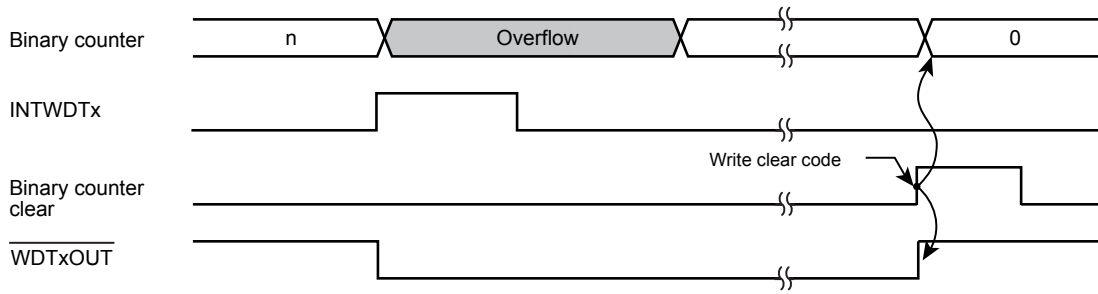 Binary counter
n
Overflow
0
INTWDTx
Write clear code
Binary counter
clear
WDTxOUT